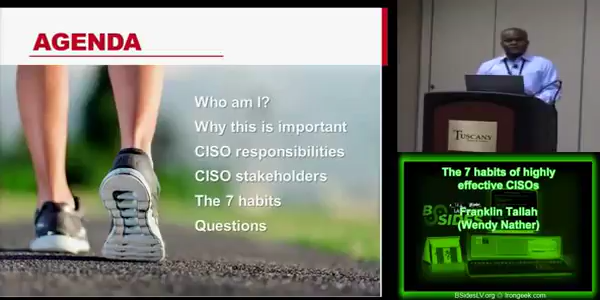 AGENDA
Who am I?
Why this is important
CISO responsibilities
CISO stakeholders
The 7 habits
Questions
TUSCANY
The 7 habits of highly
effective CISOs
BSIDES
Franklin Tallah
(Wendy Nather)
BSidesLV.org @ Irongeek.com